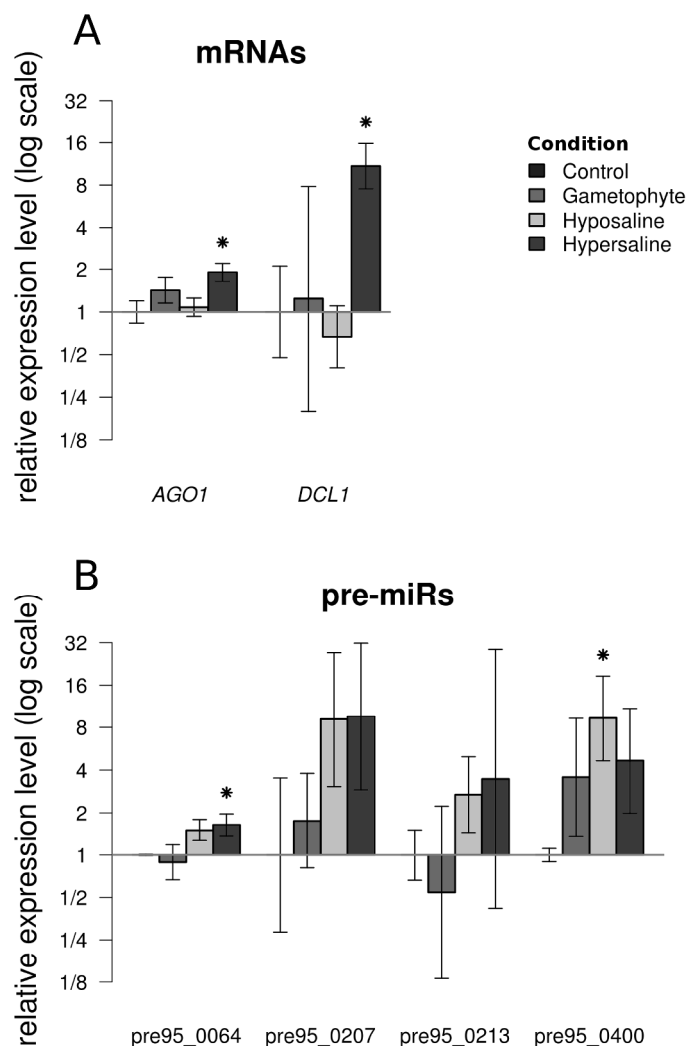 A
mRNAs
relative expression level (log scale)
32
16
8
4
2
1
1/2
1/4
1/8
*
*
AGO1 DCL1
Condition
Control
Gametophyte
Hyposaline
Hypersaline
B
pre-miRs
relative expression level (log scale)
32
16
8
4
2
1
1/2
1/4
1/8
*
*
pre95_0064 pre95_0207 pre95_0213 pre95_0400